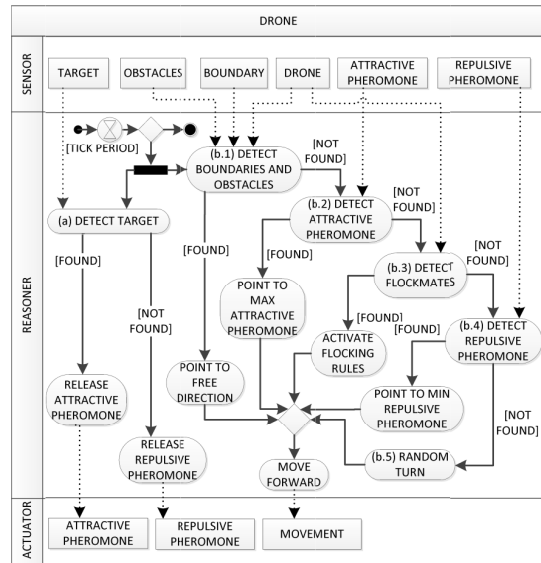 DRONE
SENSOR
TARGET
OBSTACLES
BOUNDARY
DRONE
ATTRACTIVE
PHEROMONE
REPULSIVE
PHEROMONE
REASONER
[TICK PERIOD]
(b.1) DETECT
BOUNDARIES AND
OBSTACLES
[NOT
FOUND]
(a) DETECT TARGET
(b.2) DETECT
ATTRACTIVE
PHEROMONE
[NOT
FOUND]
[FOUND]
[FOUND]
[FOUND]
(b.3) DETECT
FLOCKMATES
[NOT
FOUND]
[NOT
FOUND]
POINT TO
MAX
ATTRACTIVE
PHEROMONE
[FOUND]
[FOUND]
(b.4) DETECT
REPULSIVE
PHEROMONE
ACTIVATE
FLOCKING
RULES
RELEASE
ATTRACTIVE
PHEROMONE
POINT TO
FREE
DIRECTION
POINT TO MIN
REPULSIVE
PHEROMONE
[NOT
FOUND]
RELEASE
REPULSIVE
PHEROMONE
MOVE
FORWARD
(b.5) RANDOM
TURN
ACTUATOR
ATTRACTIVE
PHEROMONE
REPULSIVE
PHEROMONE
MOVEMENT